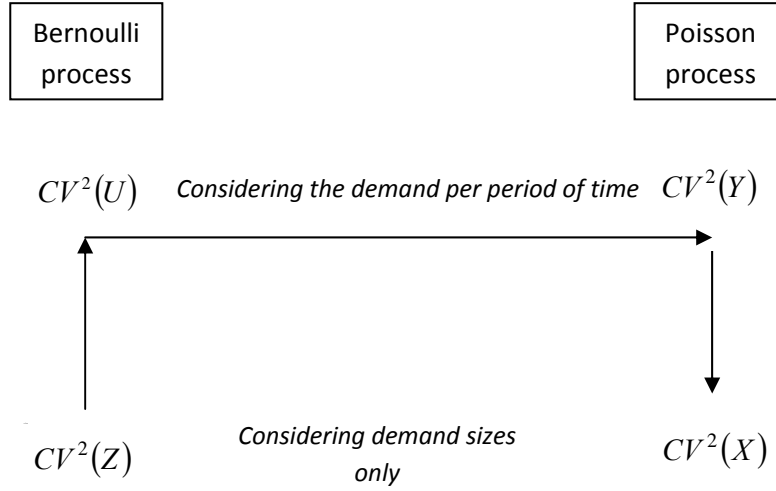 Bernoulli
process
Poisson
process
CV²(U) Considering the demand per period of time CV²(Y)
CV²(Z) Considering demand sizes
only CV²(X)